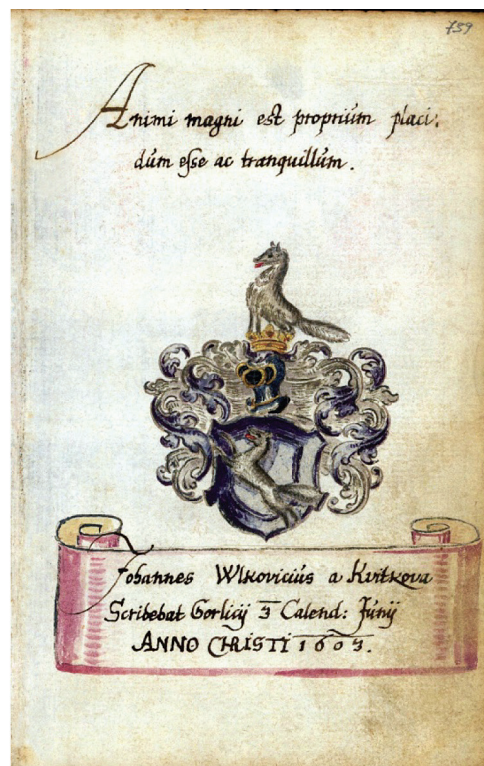 759
Animi magni est proprium placi:
dum esse ac tranquillum.
Johannes Wlkovicius a Kvitkova
Scribebat Gorlicij 3 Calend: Junij
ANNO CHRISTI 1603.